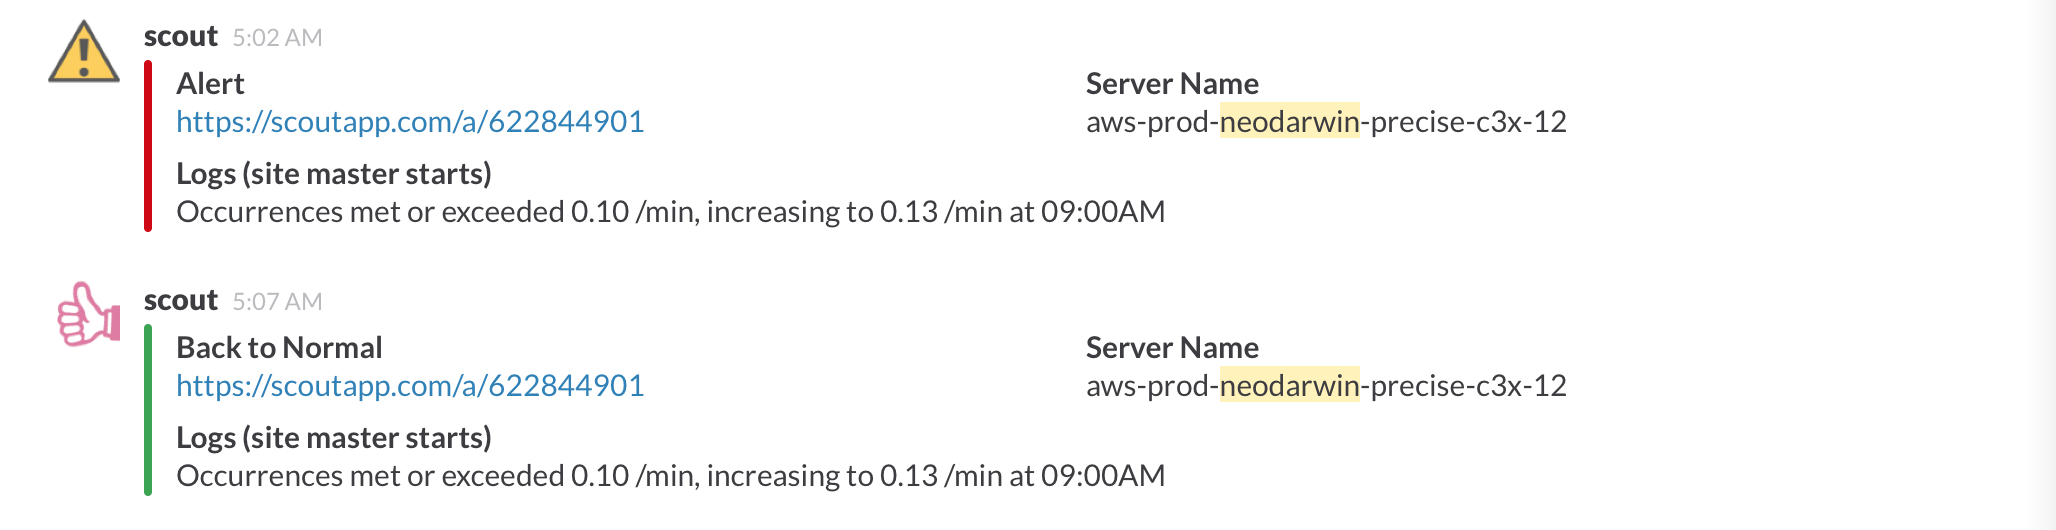 scout 5:02 AM
Alert Server Name
https://scoutapp.com/a/622844901 aws-prod-neodarwin-precise-c3x-12
Logs (site master starts)
Occurrences met or exceeded 0.10 /min, increasing to 0.13 /min at 09:00AM
scout 5:07 AM
Back to Normal Server Name
https://scoutapp.com/a/622844901 aws-prod-neodarwin-precise-c3x-12
Logs (site master starts)
Occurrences met or exceeded 0.10 /min, increasing to 0.13 /min at 09:00AM